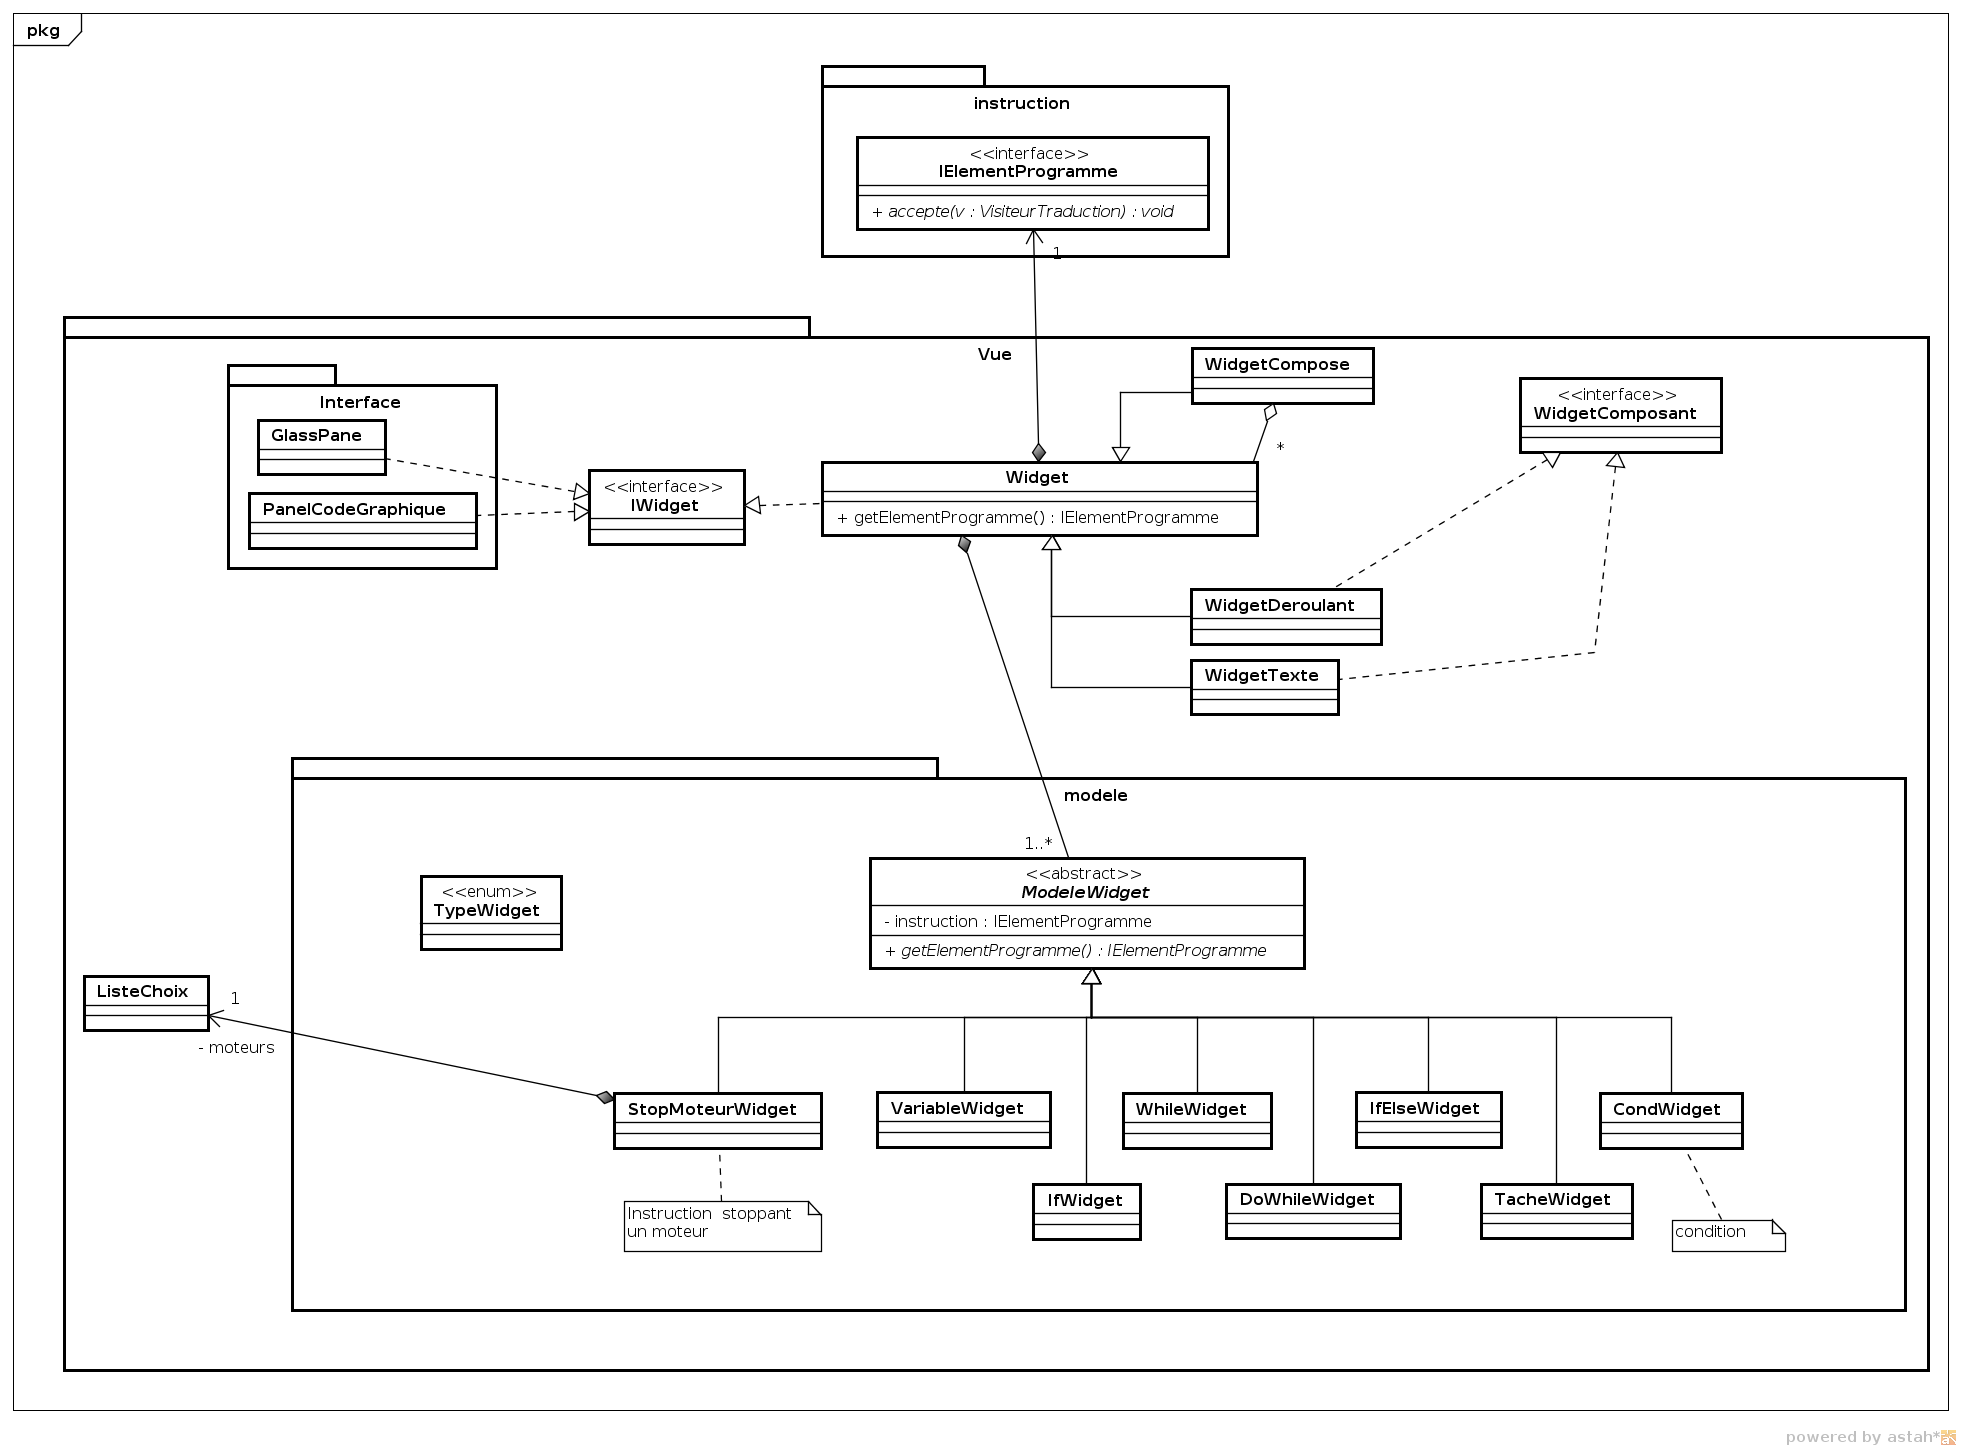 pkg
instruction
<<interface>>
IElementProgramme
+ accepte(v : VisiteurTraduction) : void
1
Vue
Interface
GlassPane
PanelCodeGraphique
<<interface>>
IWidget
Widget
+ getElementProgramme() : IElementProgramme
WidgetCompose
*
<<interface>>
WidgetComposant
WidgetDeroulant
WidgetTexte
modele
1..*
<<abstract>>
ModeleWidget
- instruction : IElementProgramme
+ getElementProgramme() : IElementProgramme
<<enum>>
TypeWidget
ListeChoix
1
- moteurs
StopMoteurWidget
VariableWidget
WhileWidget
IfElseWidget
CondWidget
IfWidget
DoWhileWidget
TacheWidget
Instruction  stoppant
un moteur
condition
powered by astah*